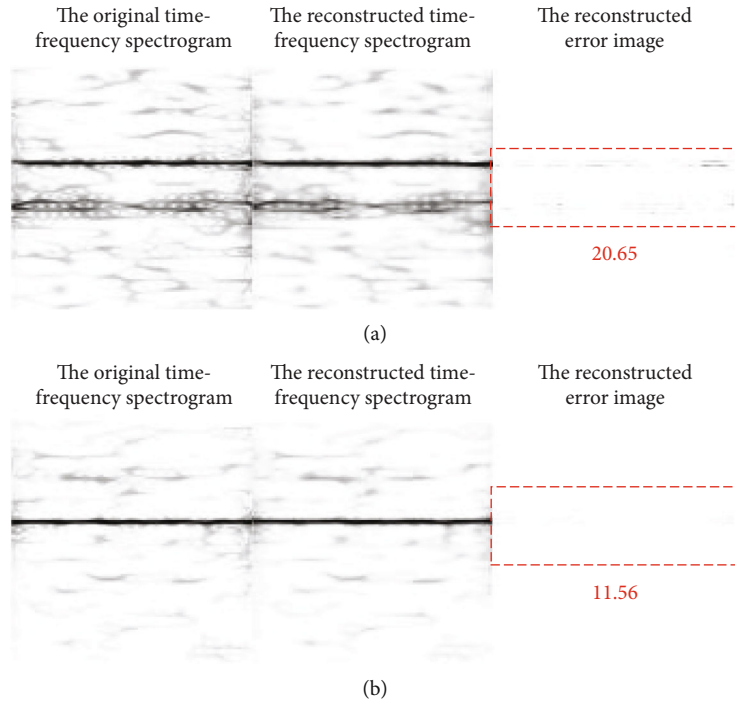 The original time-
frequency spectrogram
The reconstructed time-
frequency spectrogram
The reconstructed
error image
20.65
(a)
The original time-
frequency spectrogram
The reconstructed time-
frequency spectrogram
The reconstructed
error image
11.56
(b)